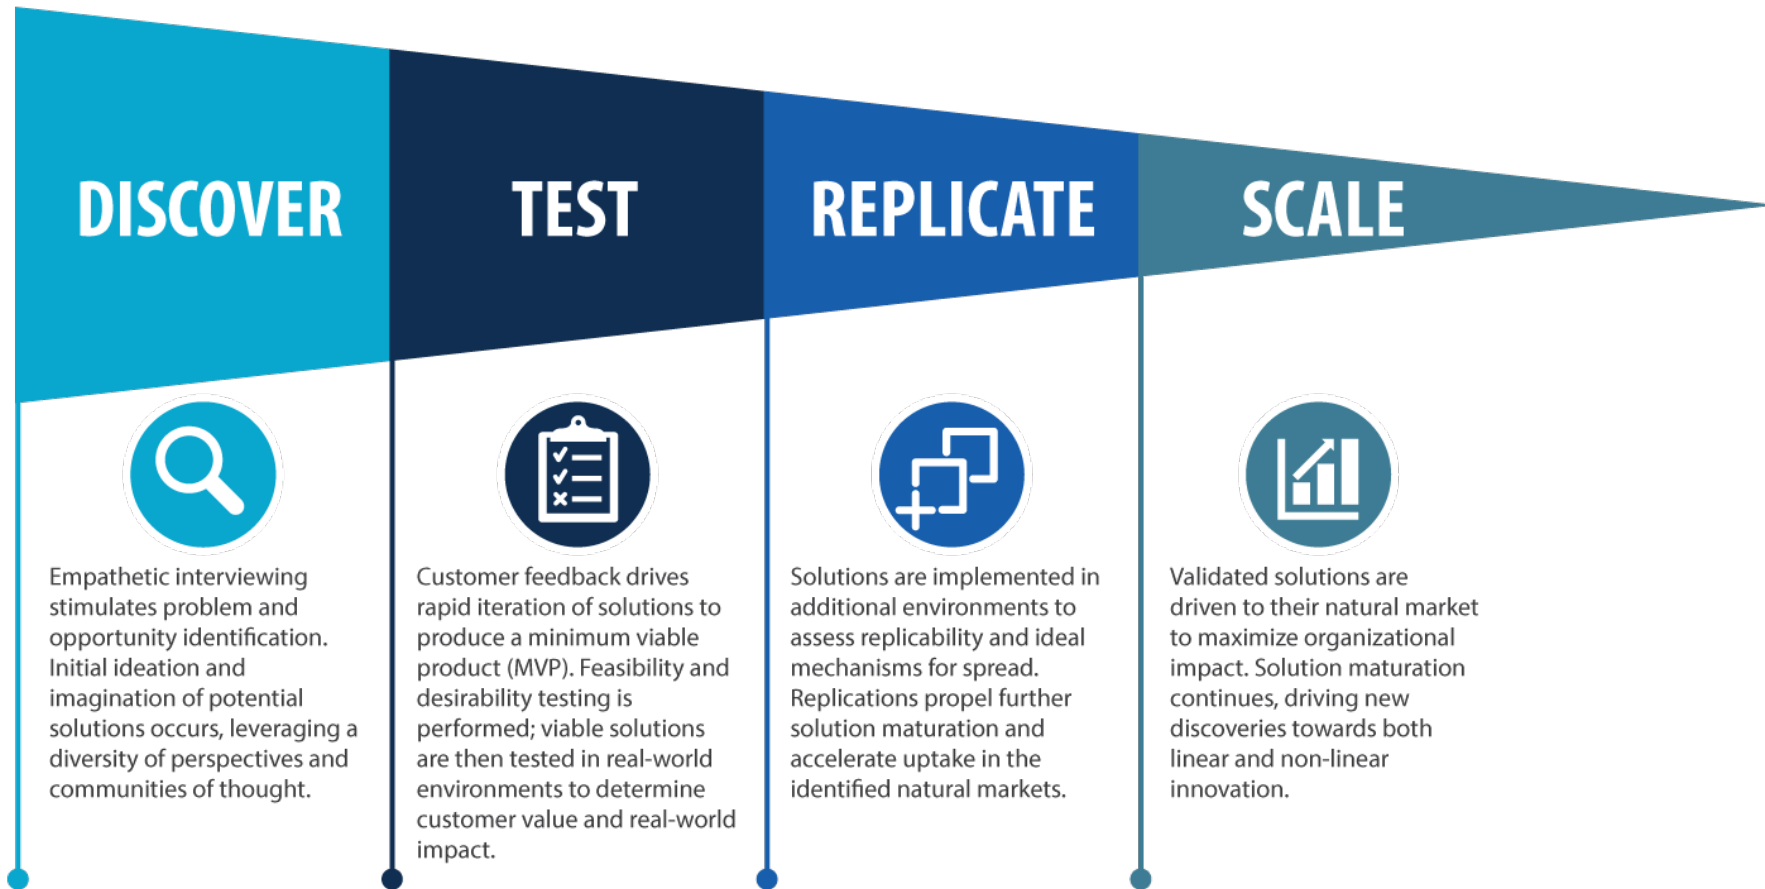 DISCOVER
TEST
REPLICATE
SCALE
Empathetic interviewing
stimulates problem and
opportunity identification.
Initial ideation and
imagination of potential
solutions occurs, leveraging a
diversity of perspectives and
communities of thought.
Customer feedback drives
rapid iteration of solutions to
produce a minimum viable
product (MVP). Feasibility and
desirability testing is
performed; viable solutions
are then tested in real-world
environments to determine
customer value and real-world
impact.
Solutions are implemented in
additional environments to
assess replicability and ideal
mechanisms for spread.
Replications propel further
solution maturation and
accelerate uptake in the
identified natural markets.
Validated solutions are
driven to their natural market
to maximize organizational
impact. Solution maturation
continues, driving new
discoveries towards both
linear and non-linear
innovation.